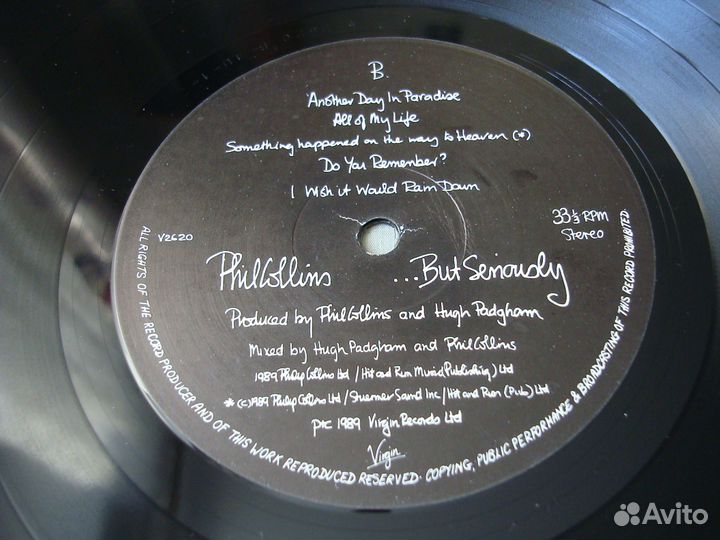 B.
Another Day In Paradise
All of My Life
Something happened on the way to Heaven (*)
Do You Remember?
I Wish it Would Rain Down
V2620
33⅓ RPM
Stereo
Phil Collins ...But Seriously
Produced by Phil Collins and Hugh Padgham
Mixed by Hugh Padgham and Phil Collins
1989 Philip Collins Ltd / Hit and Run Music (Publishing) Ltd
* (C) 1989 Philip Collins Ltd / Stuermer Sound Inc / Hit and Run (Pub.) Ltd
p+c 1989 Virgin Records Ltd
Virgin
ALL RIGHTS OF THE RECORD PRODUCER AND OF THIS WORK REPRODUCED RESERVED. COPYING, PUBLIC PERFORMANCE & BROADCASTING OF THIS RECORD PROHIBITED.
Avito